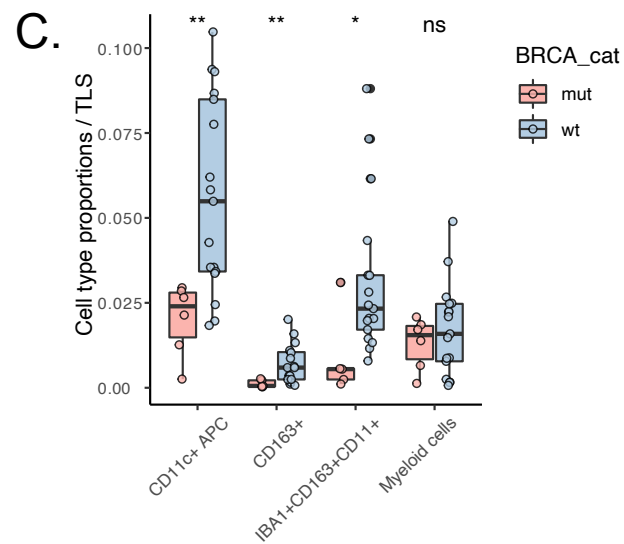 C.
** ** * ns
Cell type proportions / TLS
0.100
0.075
0.050
0.025
0.00
CD11c+ APC
CD163+
IBA1+CD163+CD11+
Myeloid cells
BRCA_cat
mut
wt